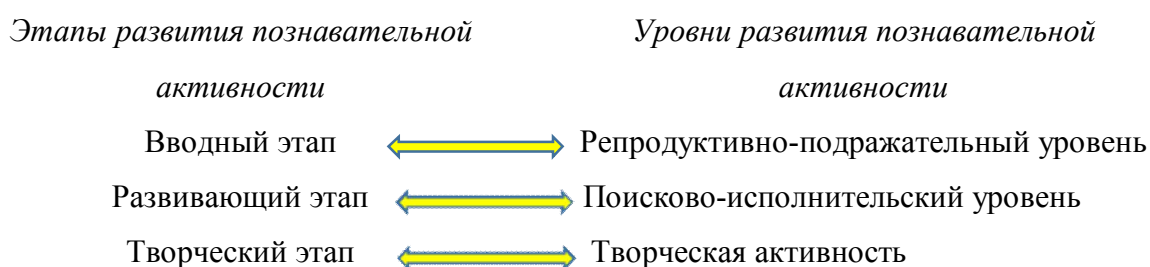 Этапы развития познавательной активности
Уровни развития познавательной активности
Вводный этап Репродуктивно-подражательный уровень
Развивающий этап Поисково-исполнительский уровень
Творческий этап Творческая активность